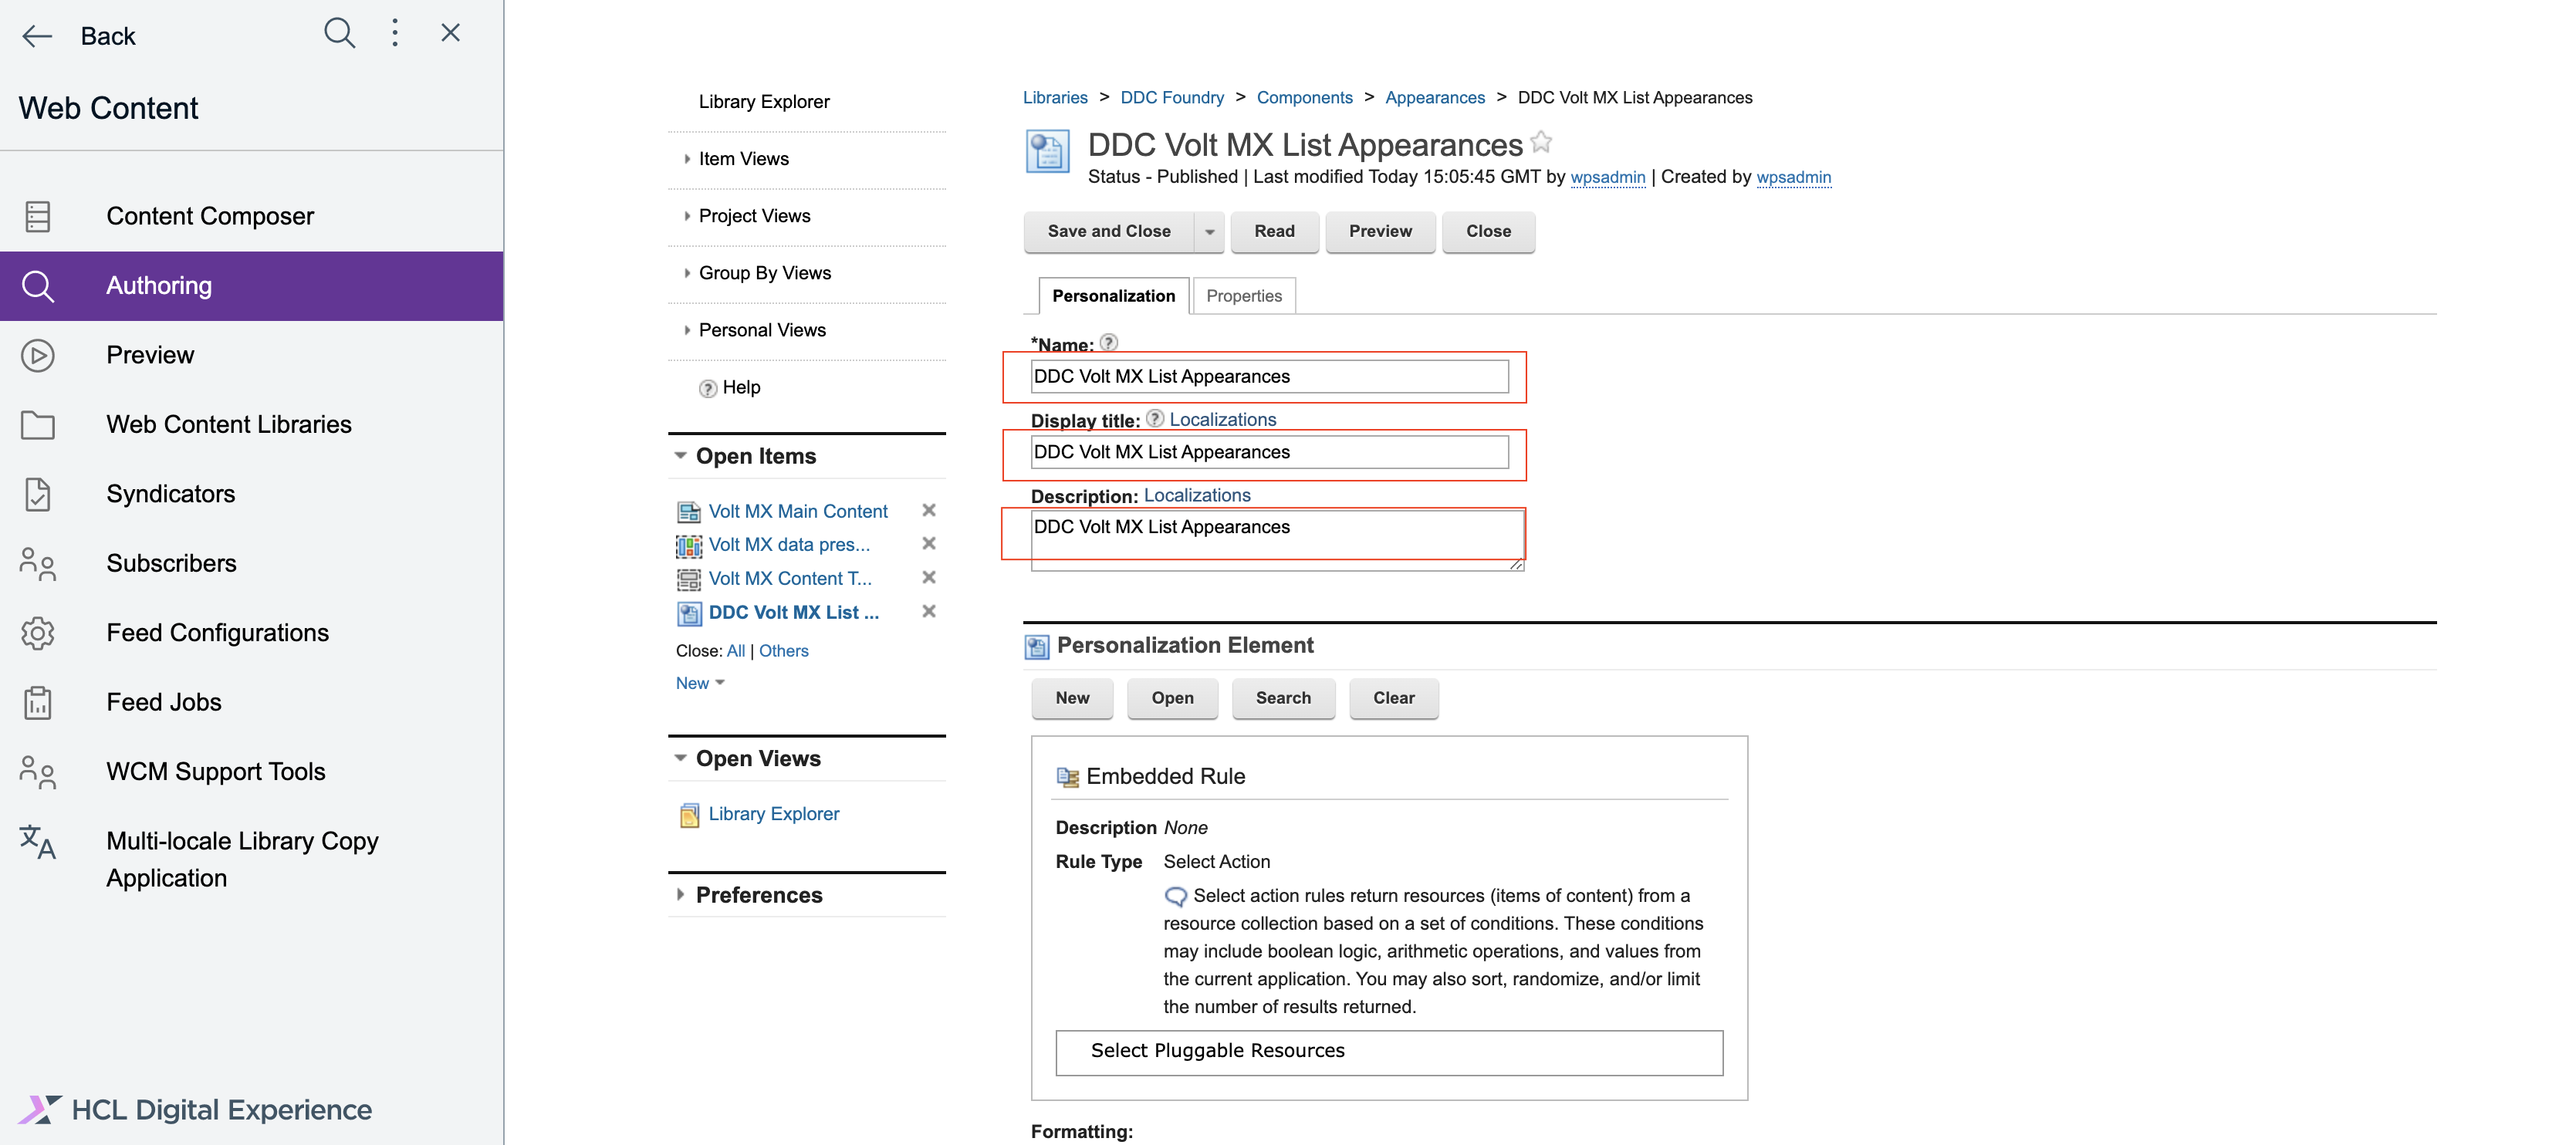 Back
Web Content
Content Composer
Authoring
Preview
Web Content Libraries
Syndicators
Subscribers
Feed Configurations
Feed Jobs
WCM Support Tools
Multi-locale Library Copy
Application
HCL Digital Experience
Library Explorer
Item Views
Project Views
Group By Views
Personal Views
? Help
Open Items
Volt MX Main Content
Volt MX data pres...
Volt MX Content T...
DDC Volt MX List ...
Close: All | Others
New
Open Views
Library Explorer
Preferences
Libraries > DDC Foundry > Components > Appearances > DDC Volt MX List Appearances
DDC Volt MX List Appearances
Status - Published | Last modified Today 15:05:45 GMT by wpsadmin | Created by wpsadmin
Save and Close Read Preview Close
Personalization Properties
*Name: ?
DDC Volt MX List Appearances
Display title: ? Localizations
DDC Volt MX List Appearances
Description: Localizations
DDC Volt MX List Appearances
Personalization Element
New Open Search Clear
Embedded Rule
Description None
Rule Type Select Action
Select action rules return resources (items of content) from a
resource collection based on a set of conditions. These conditions
may include boolean logic, arithmetic operations, and values from
the current application. You may also sort, randomize, and/or limit
the number of results returned.
Select Pluggable Resources
Formatting: